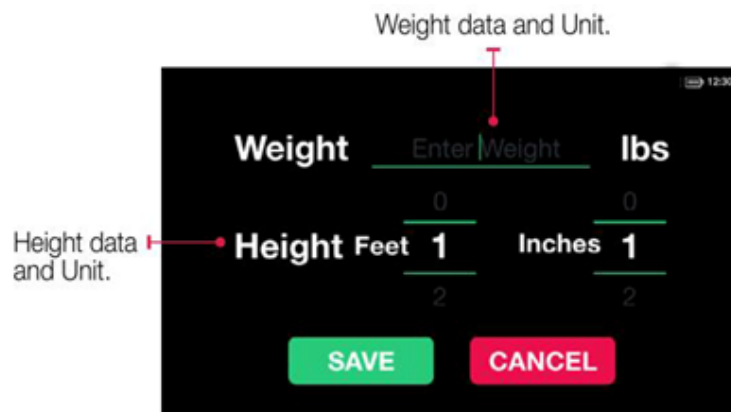 Weight data and Unit.
12:30
Weight Enter Weight lbs
0 0
Height data
and Unit.
Height Feet 1 Inches 1
2 2
SAVE CANCEL